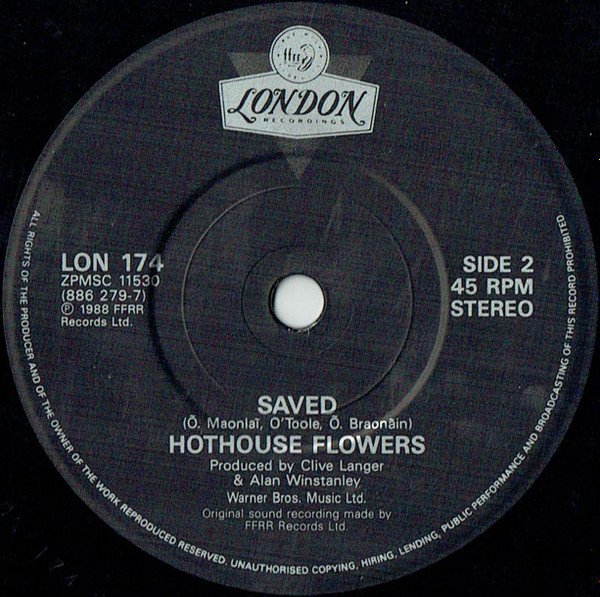 LONDON
RECORDINGS
LON 174
ZPMSC 11530
(886 279-7)
℗ 1988 FFRR
Records Ltd.
SIDE 2
45 RPM
STEREO
SAVED
(Õ. Maonlaĩ, O'Toole, Õ. Braonãin)
HOTHOUSE FLOWERS
Produced by Clive Langer
& Alan Winstanley
Warner Bros. Music Ltd.
Original sound recording made by
FFRR Records Ltd.
ALL RIGHTS OF THE PRODUCER AND OF THE OWNER OF THE WORK REPRODUCED RESERVED. UNAUTHORISED COPYING, HIRING, LENDING, PUBLIC PERFORMANCE AND BROADCASTING OF THIS RECORD PROHIBITED